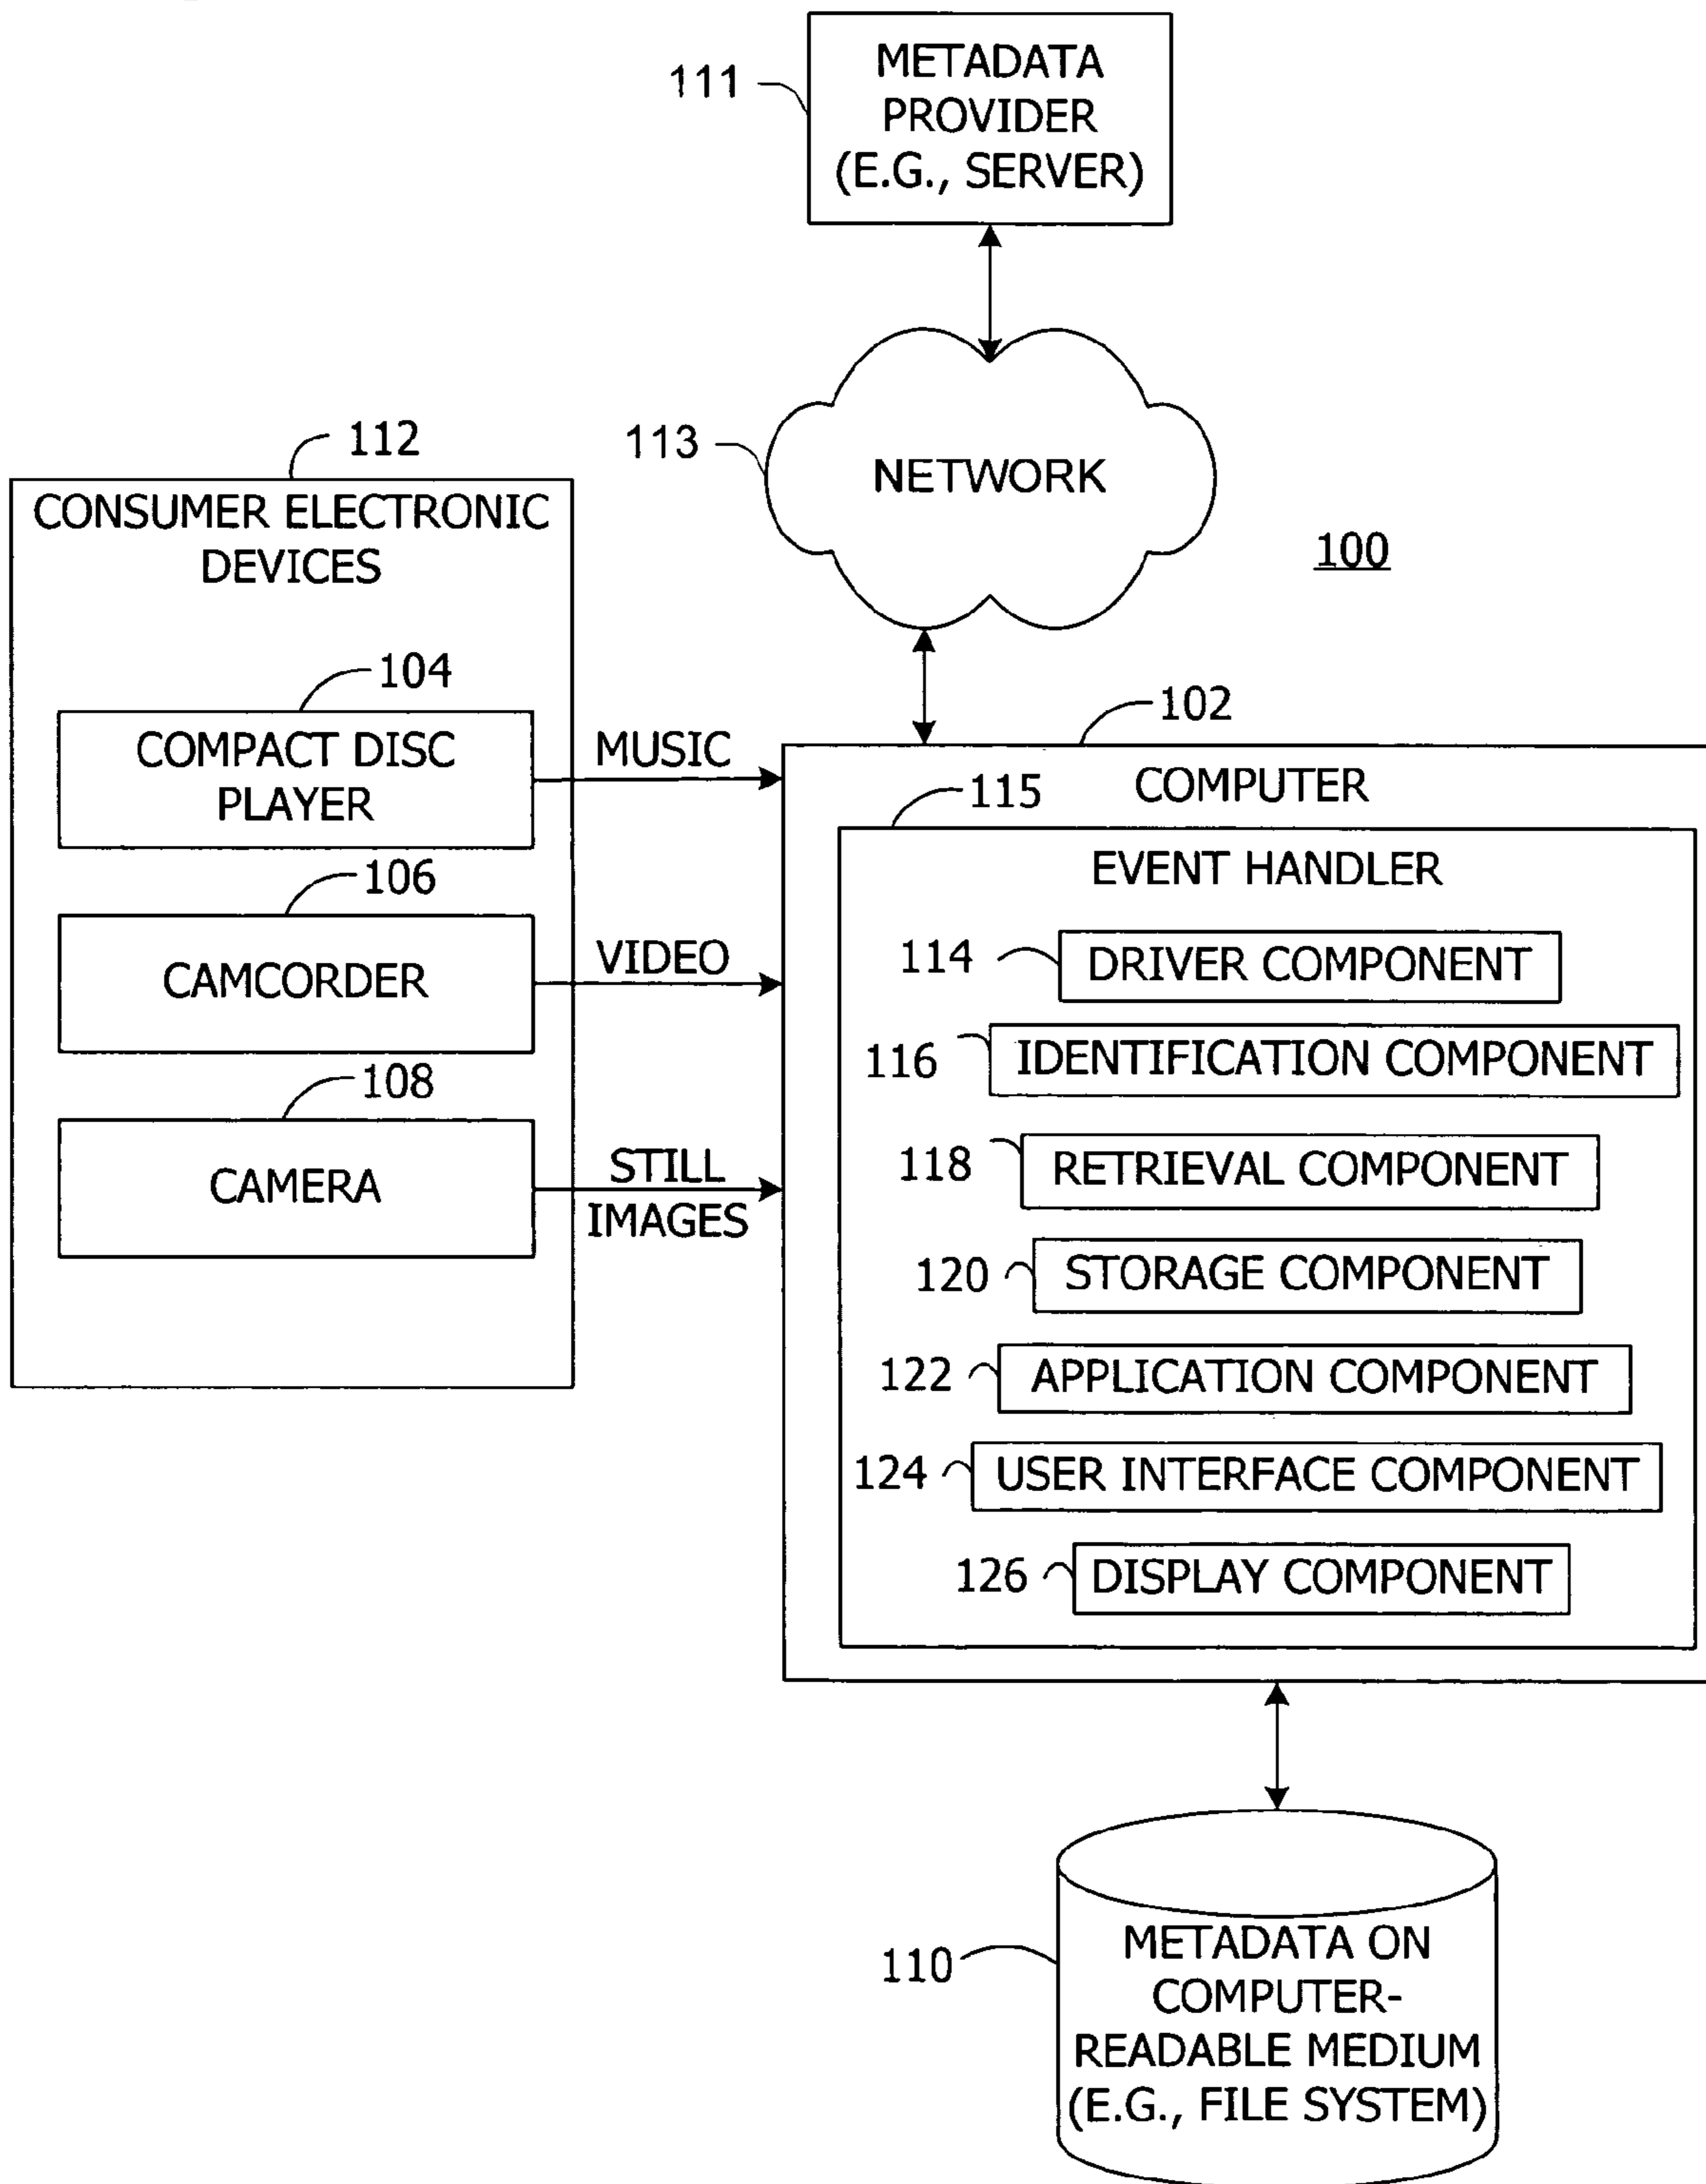 111
METADATA
PROVIDER
(E.G., SERVER)
113
NETWORK
100
112
CONSUMER ELECTRONIC
DEVICES
104
COMPACT DISC
PLAYER
MUSIC
106
CAMCORDER
VIDEO
108
CAMERA
STILL
IMAGES
102
COMPUTER
115
EVENT HANDLER
114
DRIVER COMPONENT
116
IDENTIFICATION COMPONENT
118
RETRIEVAL COMPONENT
120
STORAGE COMPONENT
122
APPLICATION COMPONENT
124
USER INTERFACE COMPONENT
126
DISPLAY COMPONENT
110
METADATA ON
COMPUTER-
READABLE MEDIUM
(E.G., FILE SYSTEM)